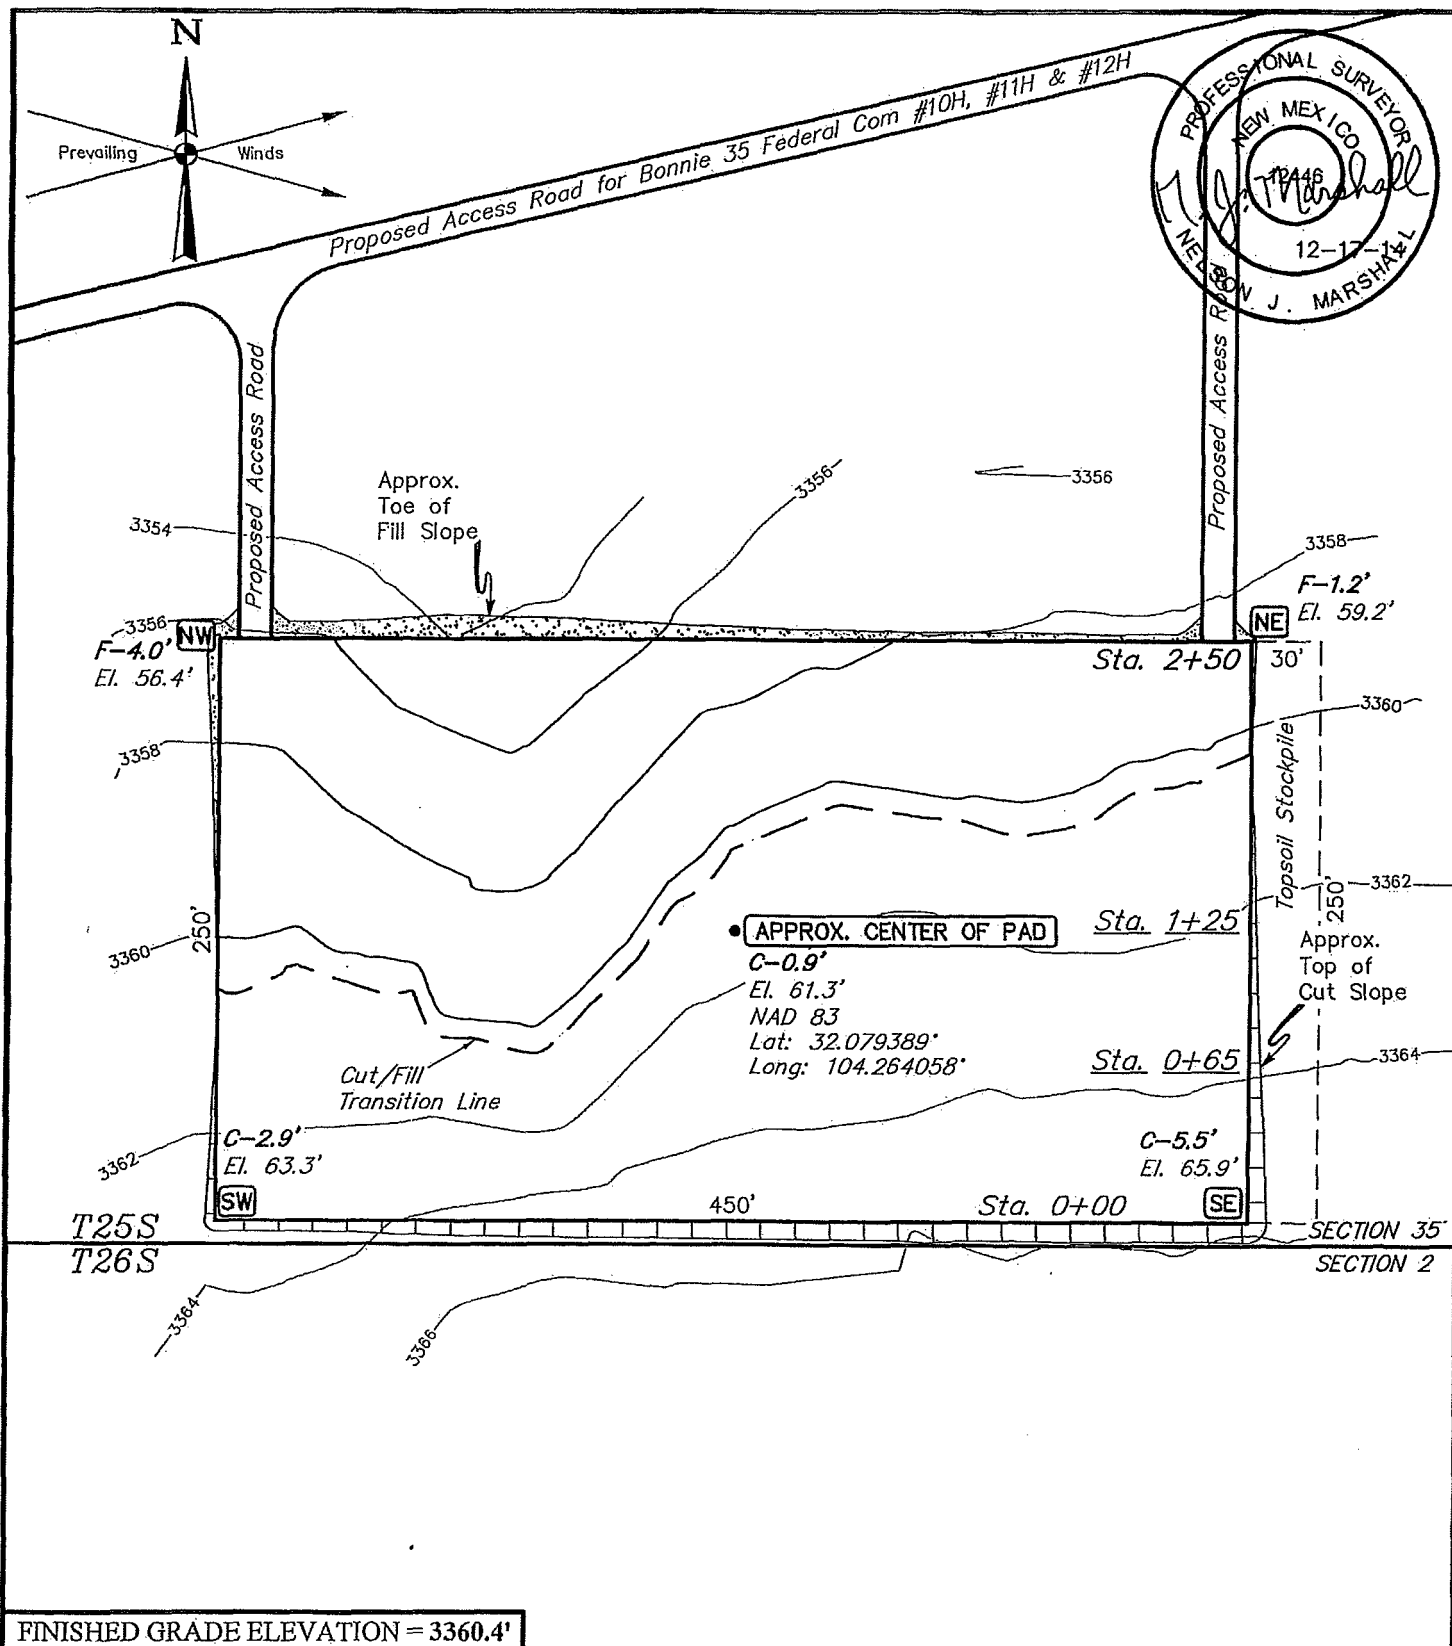 N
Prevailing Winds
Proposed Access Road for Bonnie 35 Federal Com #10H, #11H & #12H
PROFESSIONAL SURVEYOR
NEW MEXICO
12446
N. J. Marshall
12-17-14
NELSON J. MARSHALL
Proposed Access Road
Proposed Access Road
Approx.
Toe of
Fill Slope
3354
3356
3356
3358
F-1.2'
El. 59.2'
NE
3356
NW
F-4.0'
El. 56.4'
Sta. 2+50
30'
3358
3360
Topsoil Stockpile
250'
3360
250'
3362
APPROX. CENTER OF PAD
Sta. 1+25
C-0.9'
El. 61.3'
NAD 83
Lat: 32.079389°
Long: 104.264058°
Approx.
Top of
Cut Slope
Sta. 0+65
3364
Cut/Fill
Transition Line
3362
C-2.9'
El. 63.3'
C-5.5'
El. 65.9'
SW
450'
Sta. 0+00
SE
T25S
SECTION 35
T26S
SECTION 2
3364
3366
FINISHED GRADE ELEVATION = 3360.4'